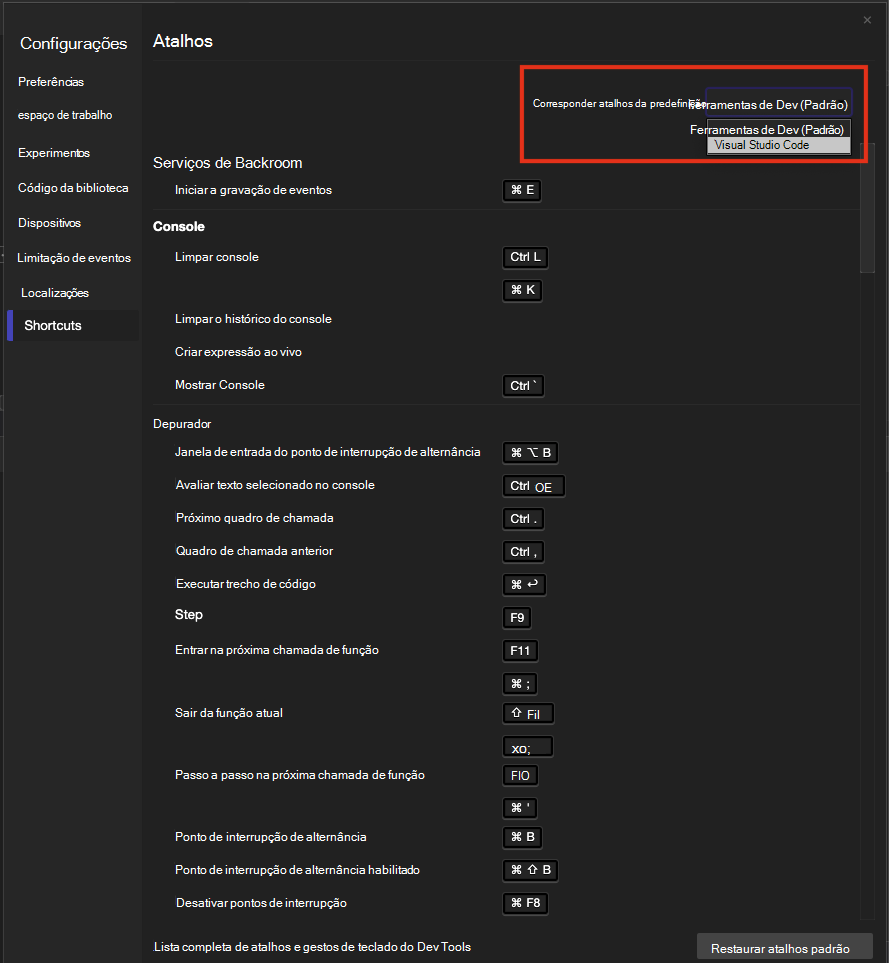 Configurações
Preferências
espaço de trabalho
Experimentos
Código da biblioteca
Dispositivos
Limitação de eventos
Localizações
Shortcuts
Atalhos
Corresponder atalhos da predefinição
Ferramentas de Dev (Padrão)
Ferramentas de Dev (Padrão)
Visual Studio Code
Serviços de Backroom
Iniciar a gravação de eventos ⌘ E
Console
Limpar console Ctrl L
⌘ K
Limpar o histórico do console
Criar expressão ao vivo
Mostrar Console Ctrl `
Depurador
Janela de entrada do ponto de interrupção de alternância ⌘ ⌥ B
Avaliar texto selecionado no console Ctrl OE
Próximo quadro de chamada Ctrl .
Quadro de chamada anterior Ctrl ,
Executar trecho de código ⌘ ↩
Step F9
Entrar na próxima chamada de função F11
⌘ ;
Sair da função atual ⇧ Fil
xo;
Passo a passo na próxima chamada de função FIO
⌘ '
Ponto de interrupção de alternância ⌘ B
Ponto de interrupção de alternância habilitado ⌘ ⇧ B
Desativar pontos de interrupção ⌘ F8
.Lista completa de atalhos e gestos de teclado do Dev Tools
Restaurar atalhos padrão